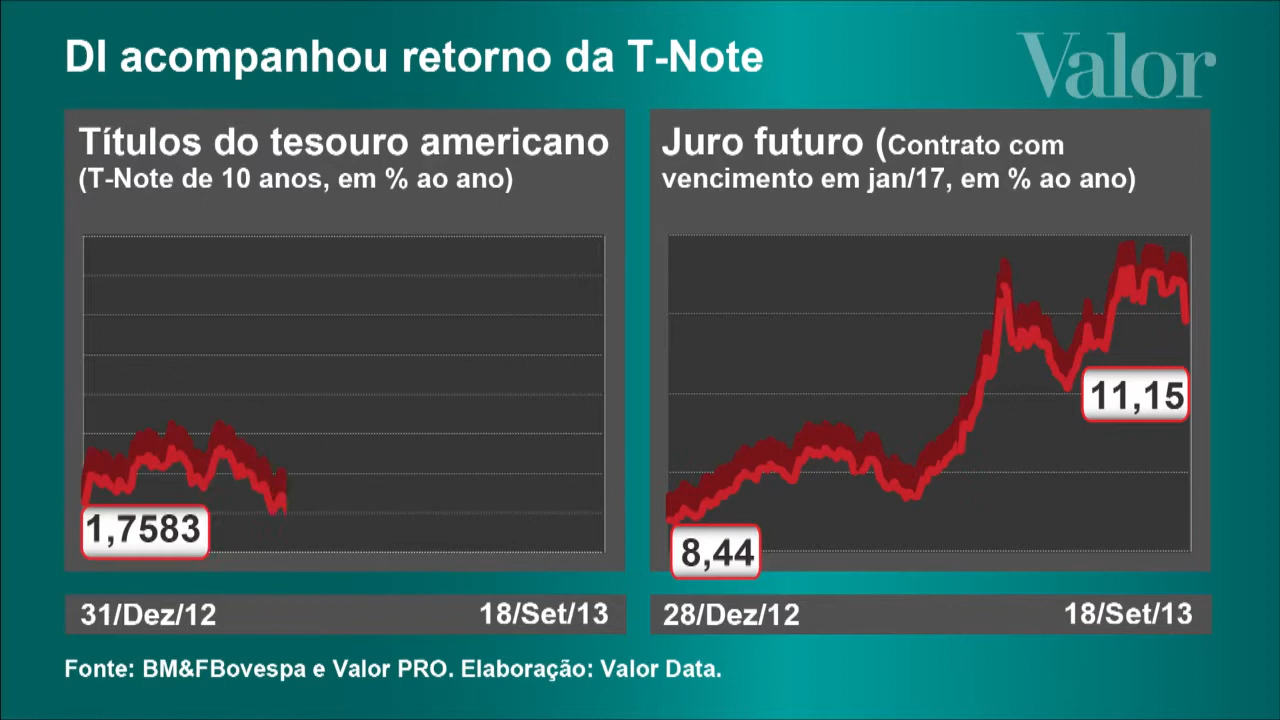 DI acompanhou retorno da T-Note
Valor
Títulos do tesouro americano
(T-Note de 10 anos, em % ao ano)
1,7583
31/Dez/12 18/Set/13
Juro futuro (Contrato com
vencimento em jan/17, em % ao ano)
11,15
8,44
28/Dez/12 18/Set/13
Fonte: BM&FBovespa e Valor PRO. Elaboração: Valor Data.